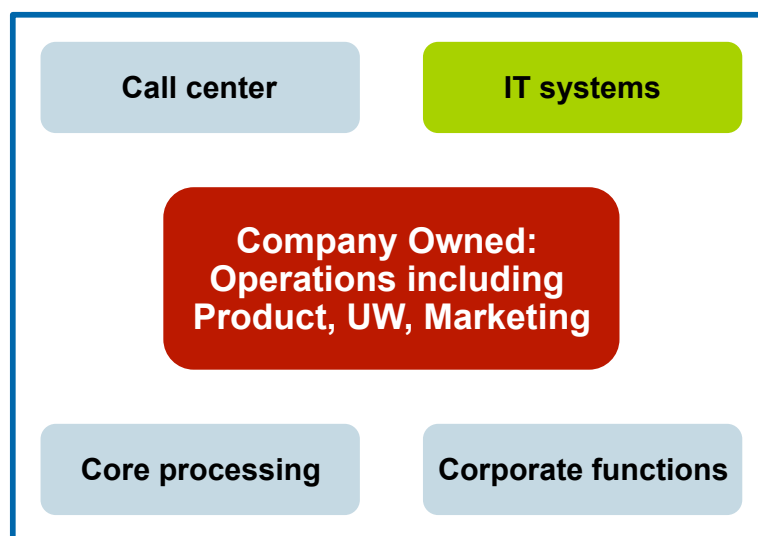 Call center
IT systems
Company Owned:
Operations including
Product, UW, Marketing
Core processing
Corporate functions